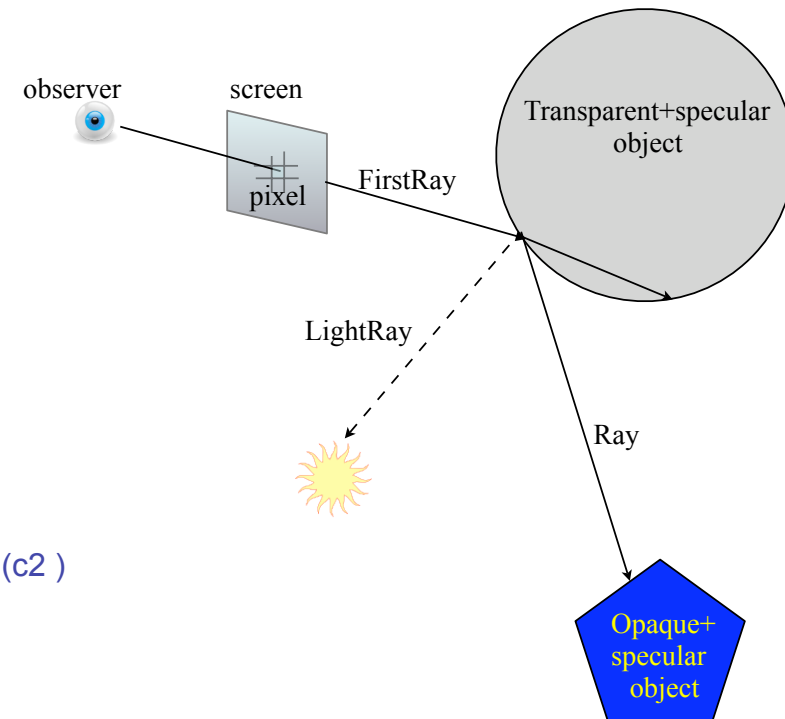 observer
screen
Transparent+specular
object
pixel
FirstRay
LightRay
Ray
(c2 )
Opaque+
specular
object